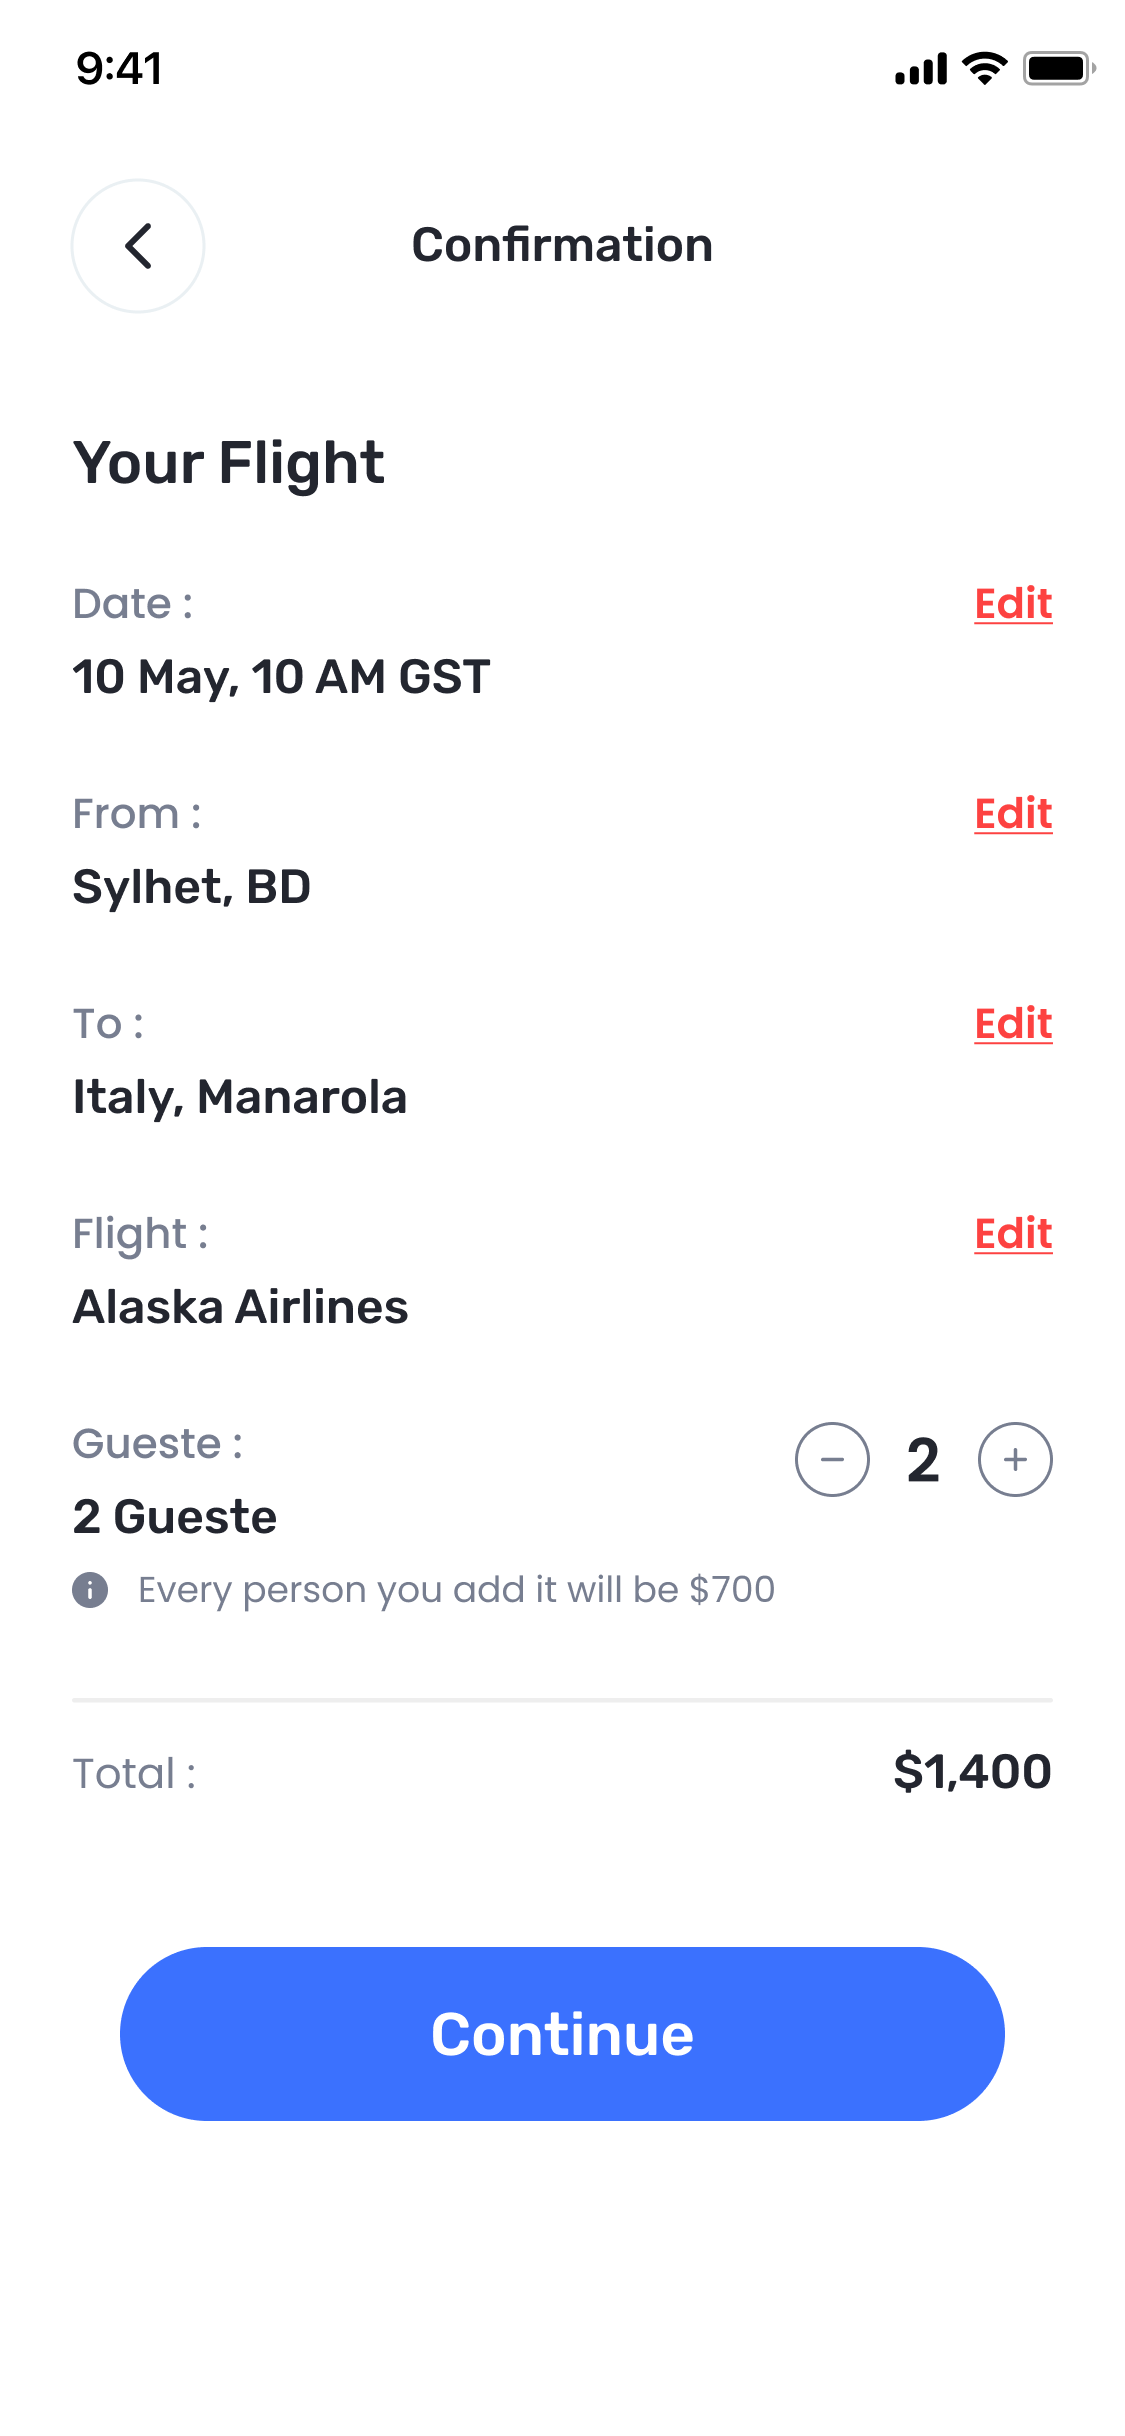 9:41
Confirmation
Your Flight
Date :
Edit
10 May, 10 AM GST
From :
Edit
Sylhet, BD
To :
Edit
Italy, Manarola
Flight :
Edit
Alaska Airlines
Gueste :
2
2 Gueste
Every person you add it will be $700
Total :
$1,400
Continue